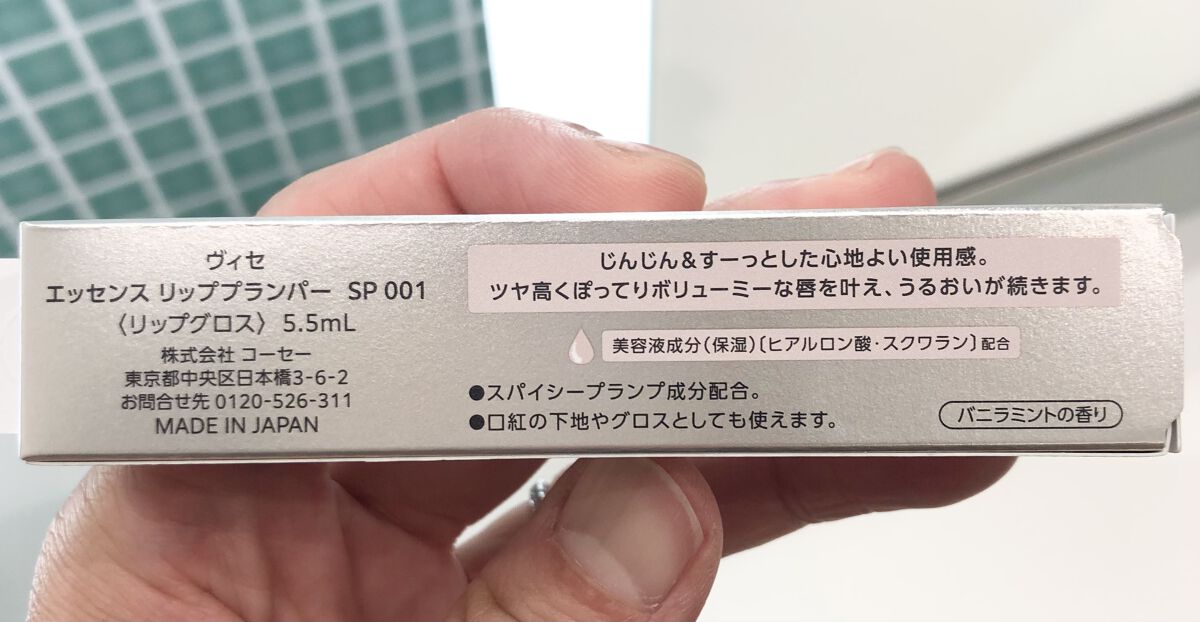 ヴィセ
エッセンス リッププランパー SP 001
〈リップグロス〉 5.5mL
株式会社 コーセー
東京都中央区日本橋3-6-2
お問合せ先 0120-526-311
MADE IN JAPAN
じんじん&すーっとした心地よい使用感。
ツヤ高くぽってりボリューミーな唇を叶え、うるおいが続きます。
美容液成分(保湿)〔ヒアルロン酸・スクワラン〕配合
●スパイシープランプ成分配合。
●口紅の下地やグロスとしても使えます。
バニラミントの香り